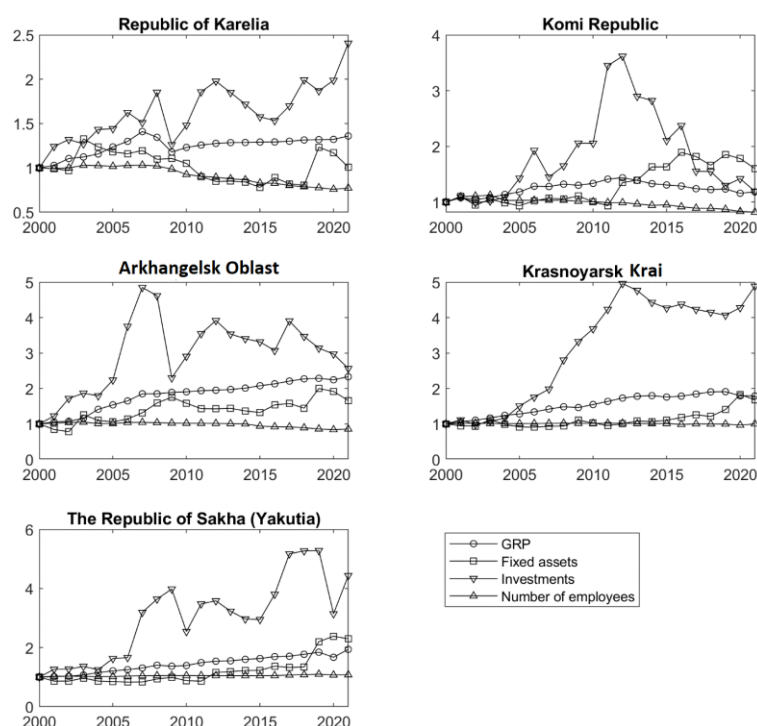 Republic of Karelia
2.5
2
1.5
1
0.5
2000 2005 2010 2015 2020
Komi Republic
4
3
2
1
2000 2005 2010 2015 2020
Arkhangelsk Oblast
5
4
3
2
1
0
2000 2005 2010 2015 2020
Krasnoyarsk Krai
5
4
3
2
1
0
2000 2005 2010 2015 2020
The Republic of Sakha (Yakutia)
6
4
2
0
2000 2005 2010 2015 2020
GRP
Fixed assets
Investments
Number of employees